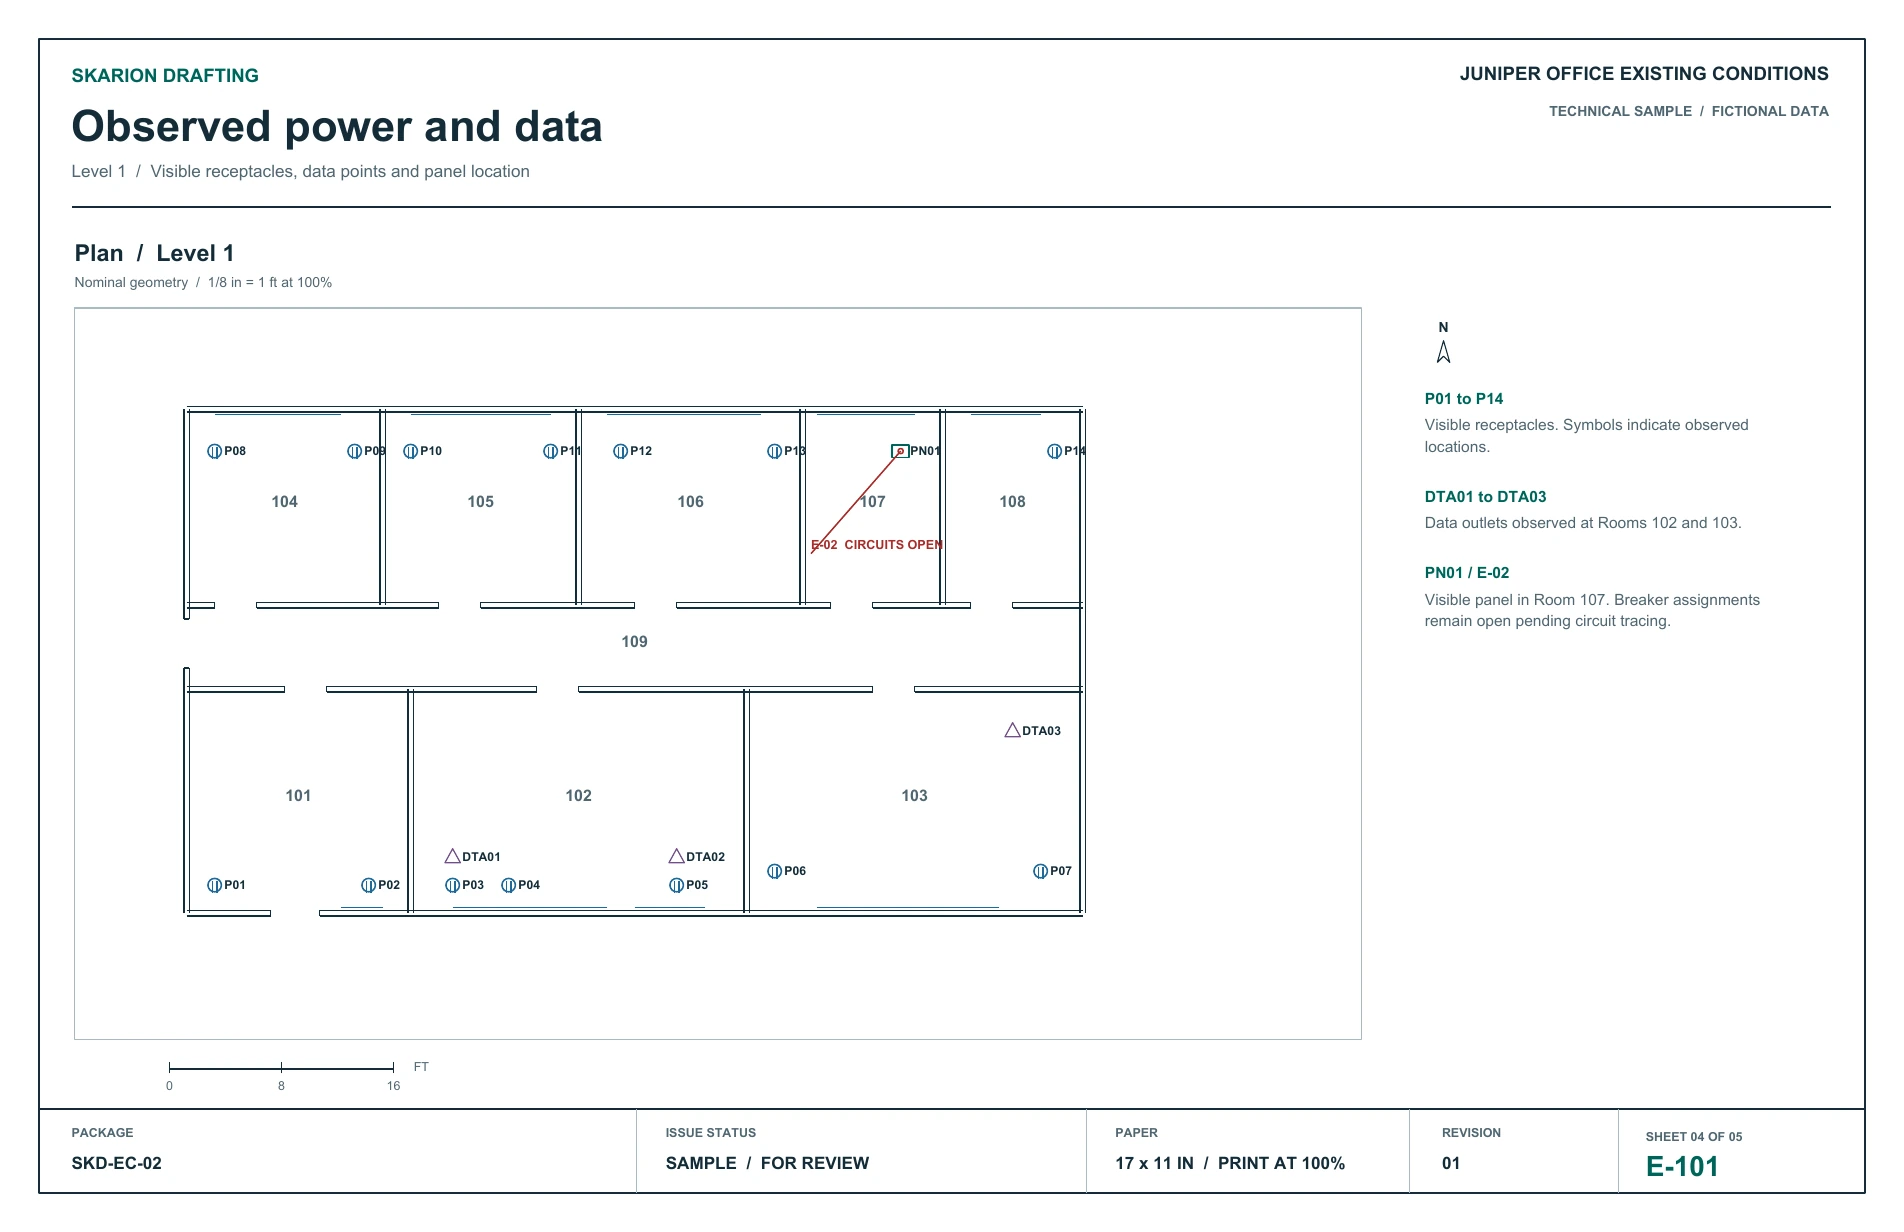 SKARION DRAFTING
JUNIPER OFFICE EXISTING CONDITIONS
Observed power and data
TECHNICAL SAMPLE / FICTIONAL DATA
Level 1 / Visible receptacles, data points and panel location
Plan / Level 1
Nominal geometry / 1/8 in = 1 ft at 100%
N
P01 to P14
Visible receptacles. Symbols indicate observed
locations.
DTA01 to DTA03
Data outlets observed at Rooms 102 and 103.
PN01 / E-02
Visible panel in Room 107. Breaker assignments
remain open pending circuit tracing.
P08
P09
P10
P11
P12
P13
PN01
P14
104
105
106
107
108
E-02 CIRCUITS OPEN
109
DTA03
101
102
103
DTA01
DTA02
P01
P02
P03
P04
P05
P06
P07
FT
0
8
16
PACKAGE
SKD-EC-02
ISSUE STATUS
SAMPLE / FOR REVIEW
PAPER
17 x 11 IN / PRINT AT 100%
REVISION
01
SHEET 04 OF 05
E-101